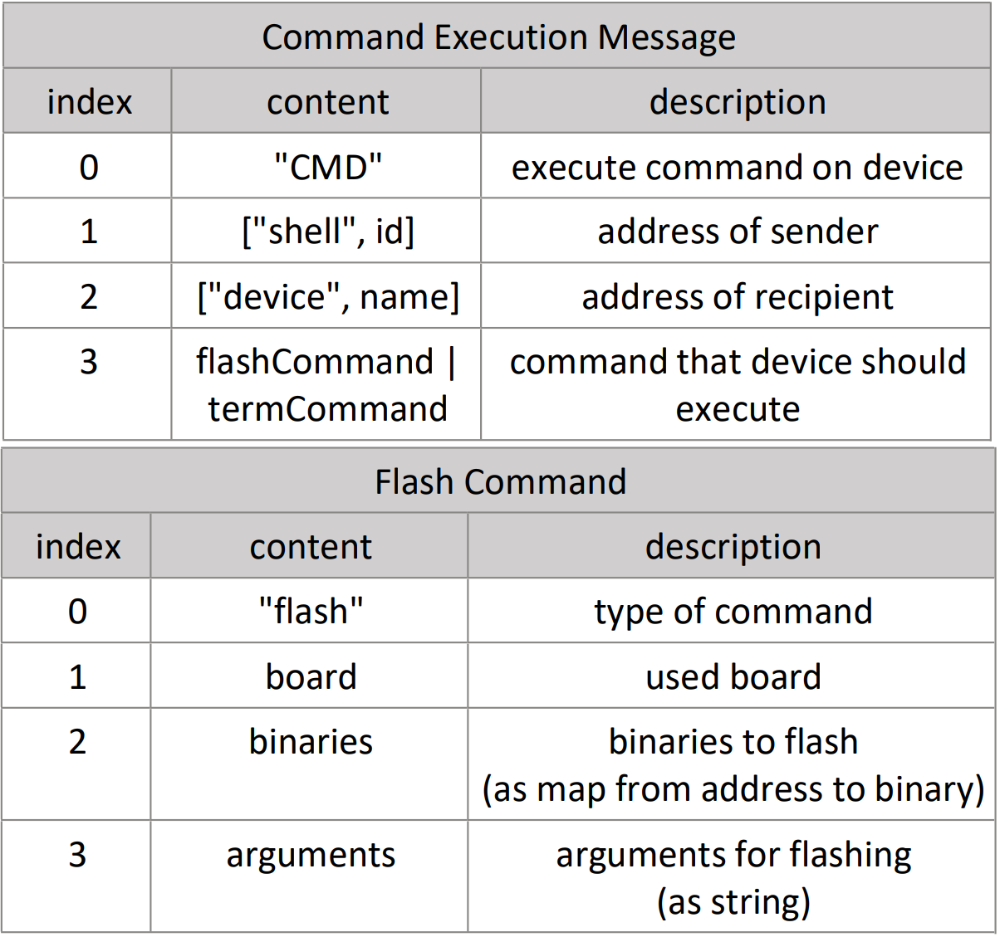 Command Execution Message
index content description
0 "CMD" execute command on device
1 ["shell", id] address of sender
2 ["device", name] address of recipient
3 flashCommand | command that device should
termCommand execute
Flash Command
index content description
0 "flash" type of command
1 board used board
2 binaries binaries to flash
(as map from address to binary)
3 arguments arguments for flashing
(as string)